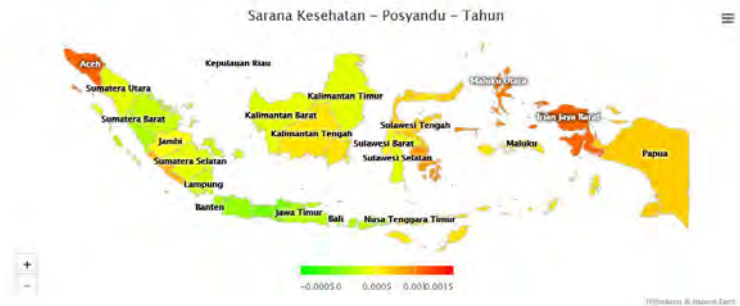 Sarana Kesehatan – Posyandu – Tahun
Aceh
Kepulauan Riau
Maluku Utara
Sumatera Utara
Kalimantan Timur
Sumatera Barat
Kalimantan Barat
Irian Jaya Barat
Sulawesi Tengah
Kalimantan Tengah
Jambi
Sulawesi Barat
Maluku
Papua
Sumatera Selatan
Sulawesi Selatan
Lampung
Banten
Jawa Timur
Bali
Nusa Tenggara Timur
+
−
-0.0005 0 0.0005 0.001 0.0015
Highcharts © Natural Earth